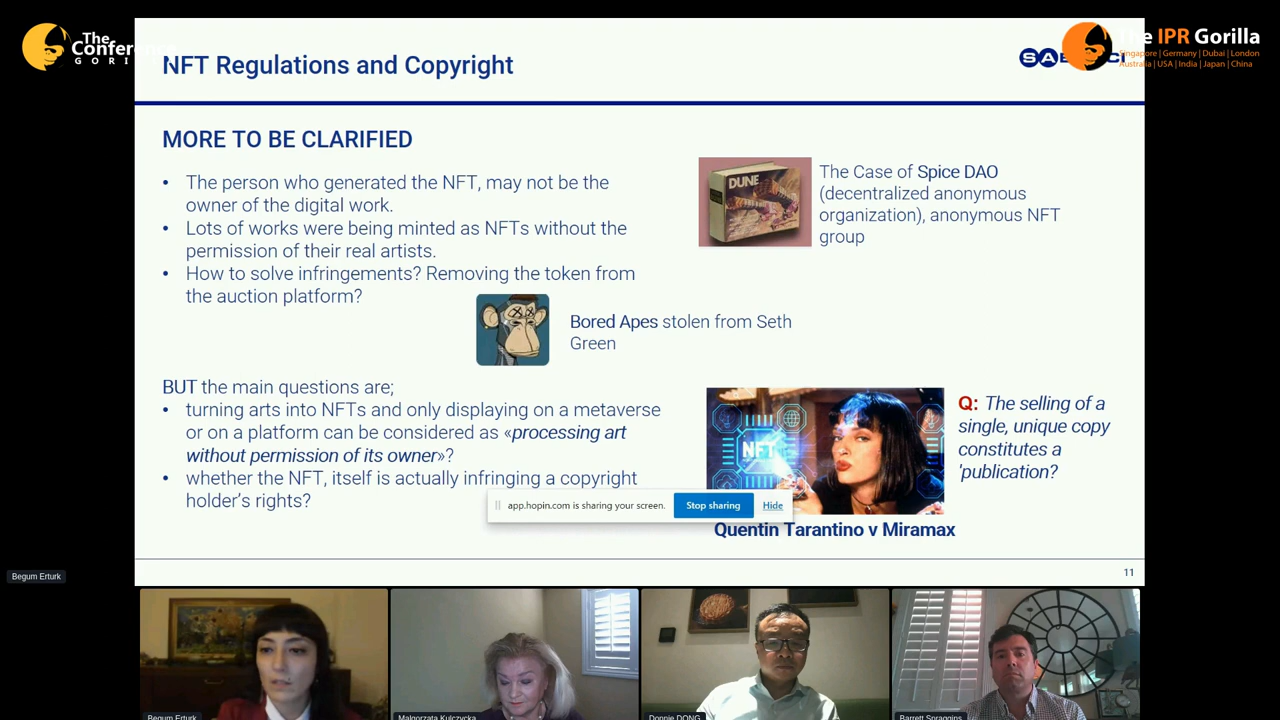 The
Conference
GORI
NFT Regulations and Copyright
The IPR Gorilla
Singapore | Germany | Dubai | London
Australia | USA | India | Japan | China
MORE TO BE CLARIFIED
• The person who generated the NFT, may not be the
owner of the digital work.
• Lots of works were being minted as NFTs without the
permission of their real artists.
• How to solve infringements? Removing the token from
the auction platform?
DUNE
The Case of Spice DAO
(decentralized anonymous
organization), anonymous NFT
group
Bored Apes stolen from Seth
Green
BUT the main questions are;
• turning arts into NFTs and only displaying on a metaverse
or on a platform can be considered as «processing art
without permission of its owner»?
• whether the NFT, itself is actually infringing a copyright
holder's rights?
NFT
Q: The selling of a
single, unique copy
constitutes a
'publication?
app.hopin.com is sharing your screen.
Stop sharing
Hide
Quentin Tarantino v Miramax
11
Begum Erturk
Begum Erturk
Malgorzata Kulczycka
Donnie DONG
Barrett Spraggins